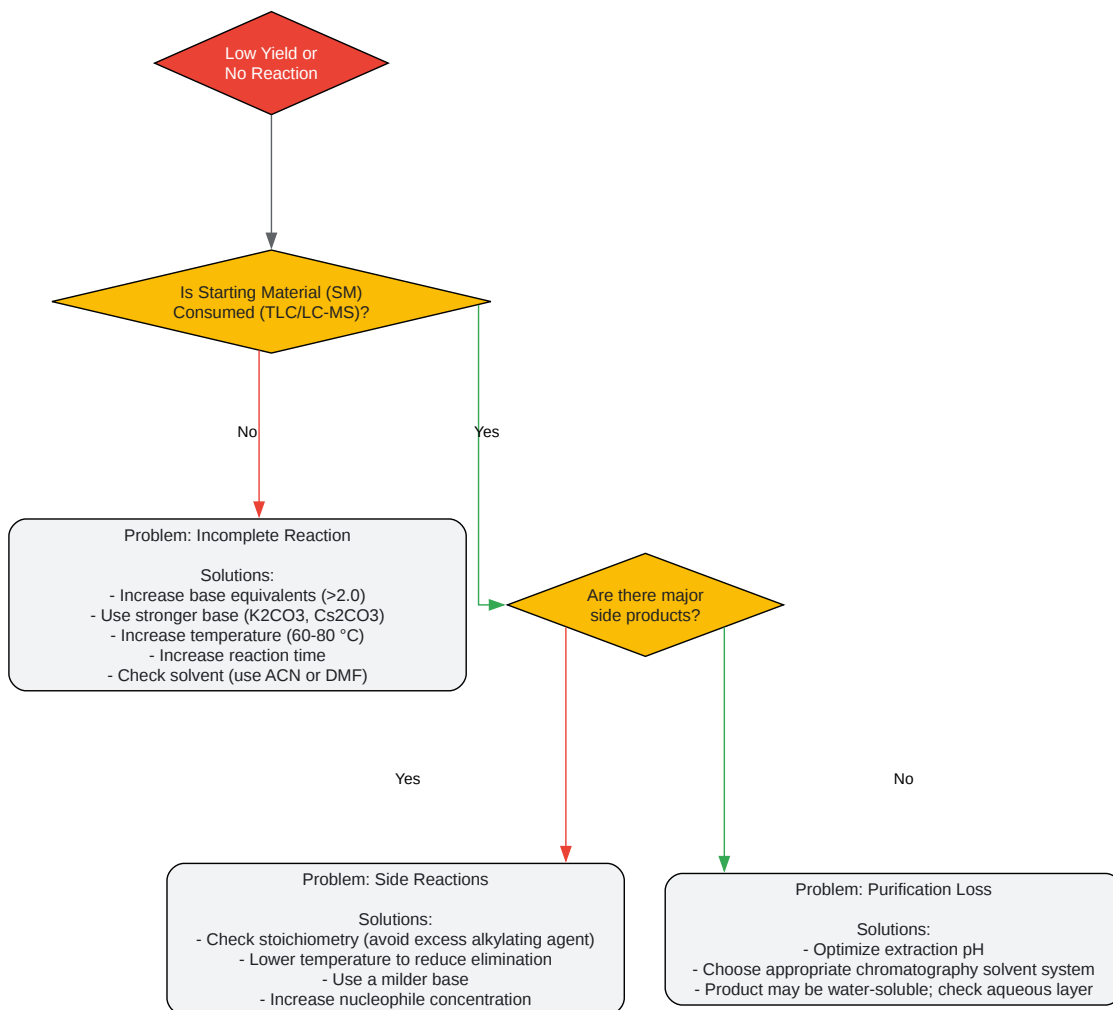 Low Yield or
No Reaction
Is Starting Material (SM)
Consumed (TLC/LC-MS)?
No
Yes
Problem: Incomplete Reaction
Solutions:
- Increase base equivalents (>2.0)
- Use stronger base (K2CO3, Cs2CO3)
- Increase temperature (60-80 °C)
- Increase reaction time
- Check solvent (use ACN or DMF)
Are there major
side products?
Yes
No
Problem: Side Reactions
Solutions:
- Check stoichiometry (avoid excess alkylating agent)
- Lower temperature to reduce elimination
- Use a milder base
- Increase nucleophile concentration
Problem: Purification Loss
Solutions:
- Optimize extraction pH
- Choose appropriate chromatography solvent system
- Product may be water-soluble; check aqueous layer